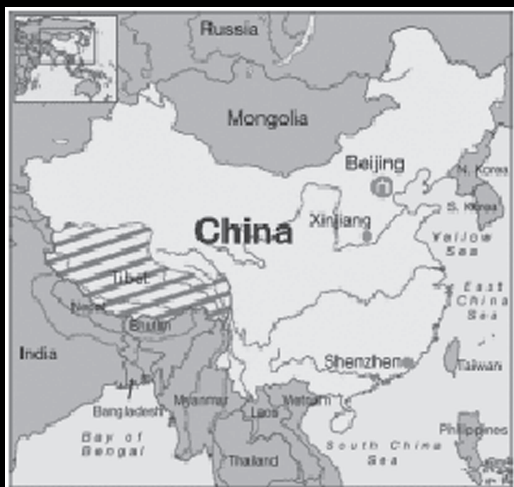 Russia
Mongolia
Beijing
N. Korea
S. Korea
China
Xinjiang
Yellow
Sea
East
China
Sea
Tibet
Nepal
Bhutan
India
Shenzhen
Taiwan
Bangladesh
Myanmar
Laos
Vietnam
Bay of
Bengal
Thailand
South China
Sea
Philippines